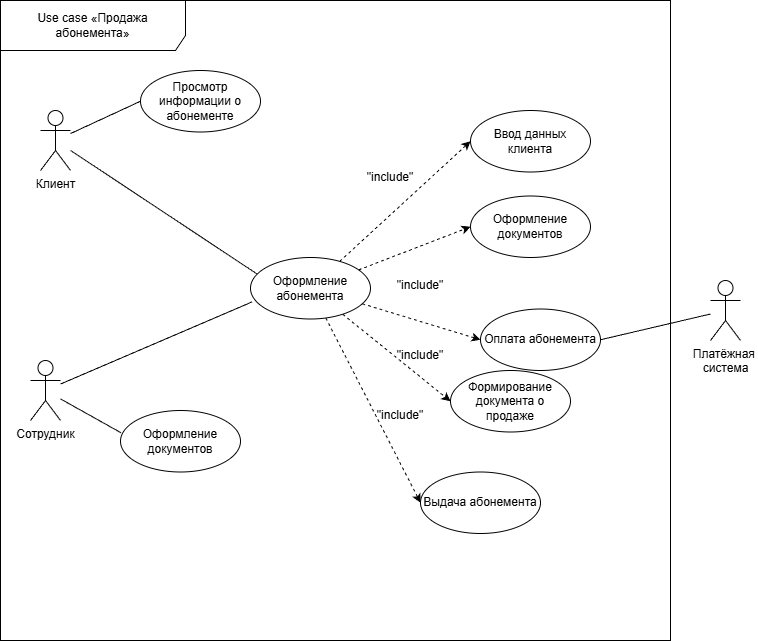 Use case «Продажа
абонемента»
Просмотр
информации о
абонементе
Клиент
Ввод данных
клиента
"include"
Оформление
документов
Оформление
абонемента
"include"
Оплата абонемента
Платёжная
система
"include"
Формирование
документа о
продаже
"include"
Сотрудник
Оформление
документов
Выдача абонемента